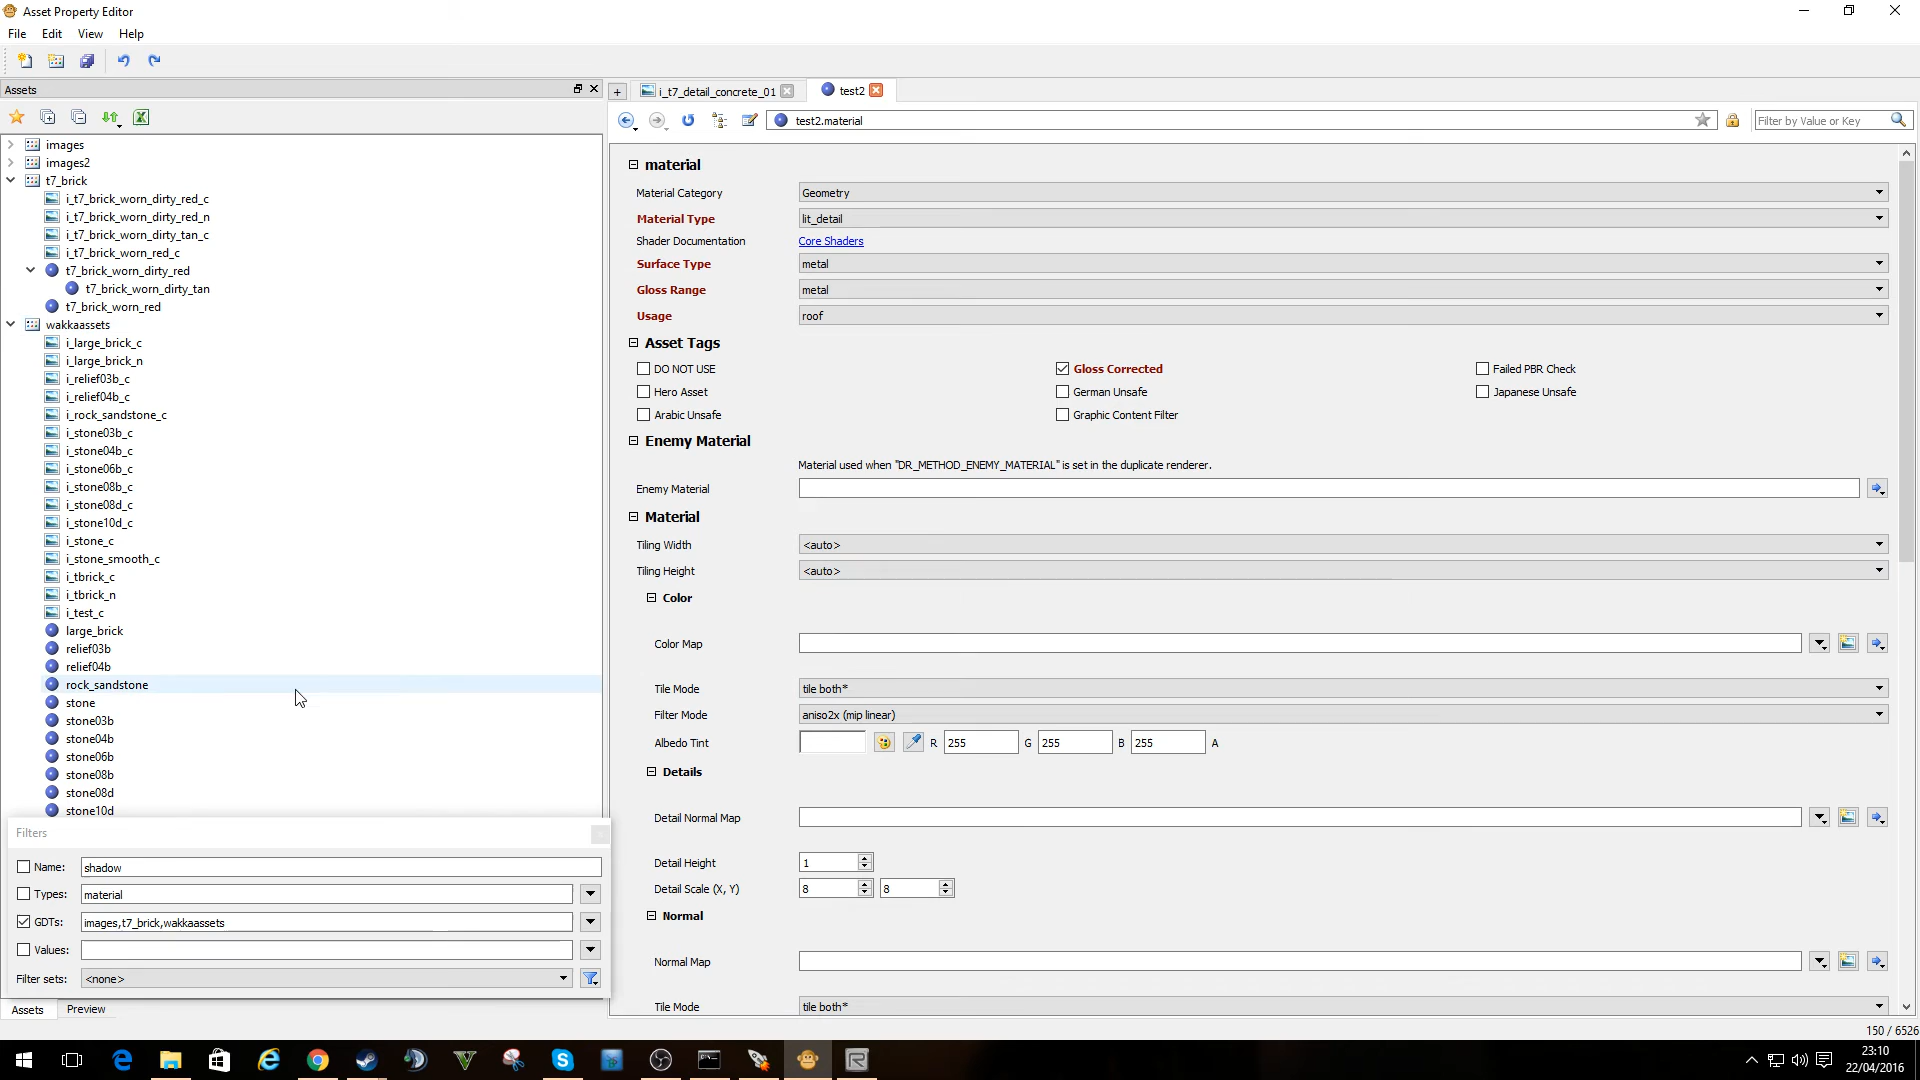 Asset Property Editor
File Edit View Help
Assets
images
images2
t7_brick
i_t7_brick_worn_dirty_red_c
i_t7_brick_worn_dirty_red_n
i_t7_brick_worn_dirty_tan_c
i_t7_brick_worn_red_c
t7_brick_worn_dirty_red
t7_brick_worn_dirty_tan
t7_brick_worn_red
wakkaassets
i_large_brick_c
i_large_brick_n
i_relief03b_c
i_relief04b_c
i_rock_sandstone_c
i_stone03b_c
i_stone04b_c
i_stone06b_c
i_stone08b_c
i_stone08d_c
i_stone10d_c
i_stone_c
i_stone_smooth_c
i_tbrick_c
i_tbrick_n
i_test_c
large_brick
relief03b
relief04b
rock_sandstone
stone
stone03b
stone04b
stone06b
stone08b
stone08d
stone10d
Filters
Name: shadow
Types: material
GDTs: images,t7_brick,wakkaassets
Values:
Filter sets: <none>
Assets Preview
i_t7_detail_concrete_01 test2
test2.material Filter by Value or Key
material
Material Category Geometry
Material Type lit_detail
Shader Documentation Core Shaders
Surface Type metal
Gloss Range metal
Usage roof
Asset Tags
DO NOT USE Gloss Corrected Failed PBR Check
Hero Asset German Unsafe Japanese Unsafe
Arabic Unsafe Graphic Content Filter
Enemy Material
Material used when "DR_METHOD_ENEMY_MATERIAL" is set in the duplicate renderer.
Enemy Material
Material
Tiling Width <auto>
Tiling Height <auto>
Color
Color Map
Tile Mode tile both*
Filter Mode aniso2x (mip linear)
Albedo Tint R 255 G 255 B 255 A
Details
Detail Normal Map
Detail Height 1
Detail Scale (X, Y) 8 8
Normal
Normal Map
Tile Mode tile both*
150 / 6526
23:10
22/04/2016